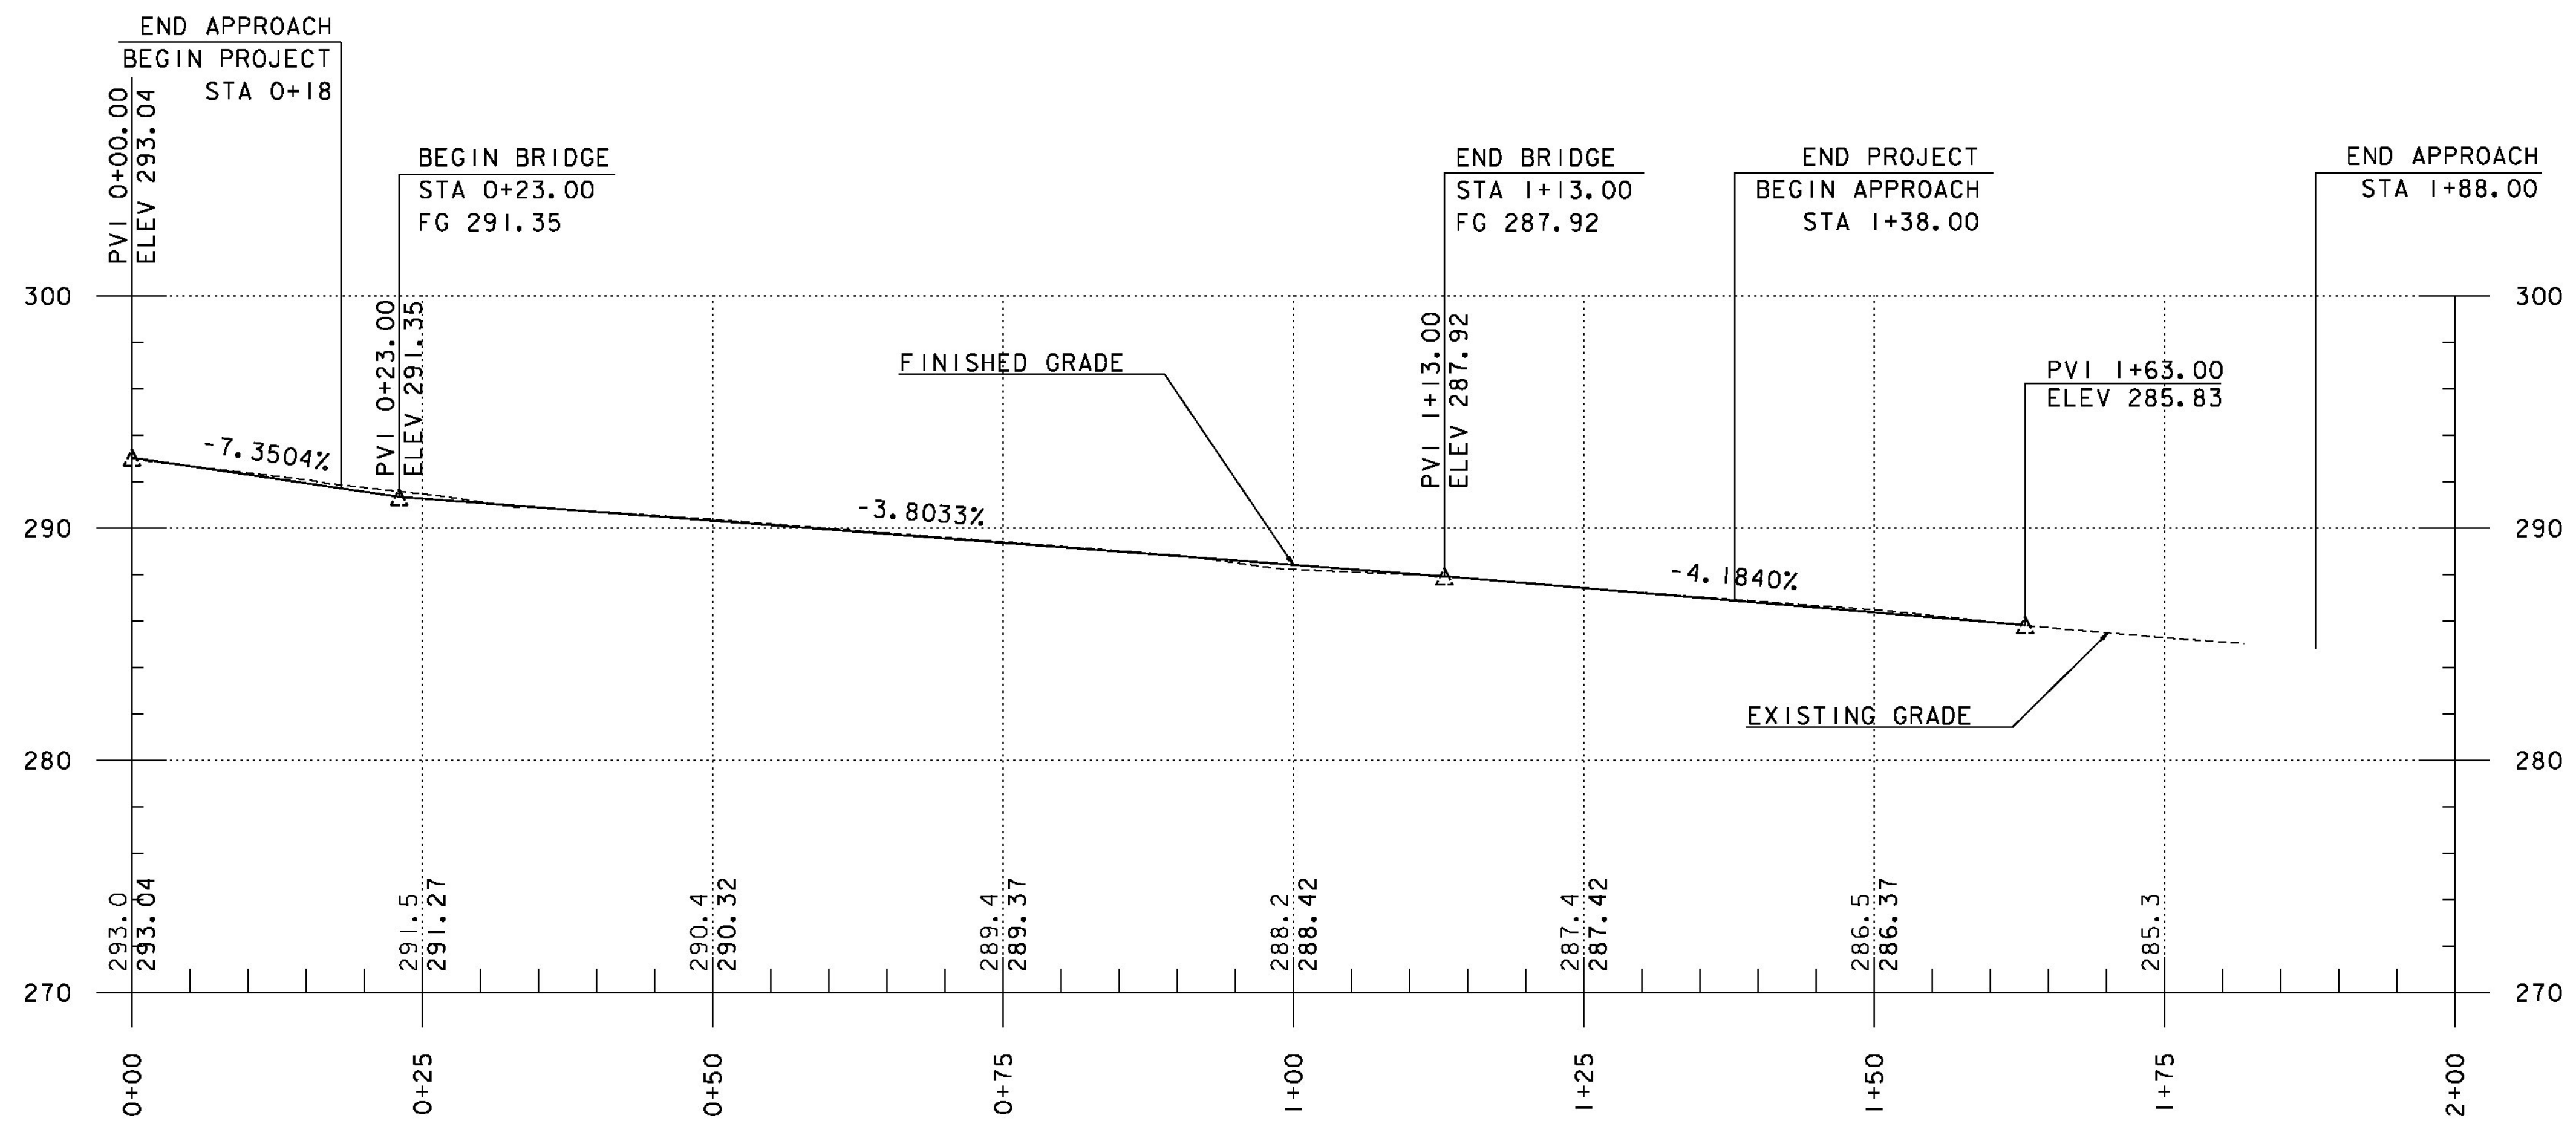 END APPROACH
BEGIN PROJECT
STA 0+18
PVI 0+00.00
ELEV 293.04
BEGIN BRIDGE
STA 0+23.00
FG 291.35
END BRIDGE
STA 1+13.00
FG 287.92
END PROJECT
BEGIN APPROACH
STA 1+38.00
END APPROACH
STA 1+88.00
300
300
PVI 0+23.00
ELEV 291.35
FINISHED GRADE
PVI 1+13.00
ELEV 287.92
PVI 1+63.00
ELEV 285.83
-7.3504%
-3.8033%
-4.1840%
290
290
EXISTING GRADE
280
280
293.0
293.04
291.5
291.27
290.4
290.32
289.4
289.37
288.2
288.42
287.4
287.42
286.5
286.37
285.3
270
270
0+00
0+25
0+50
0+75
1+00
1+25
1+50
1+75
2+00